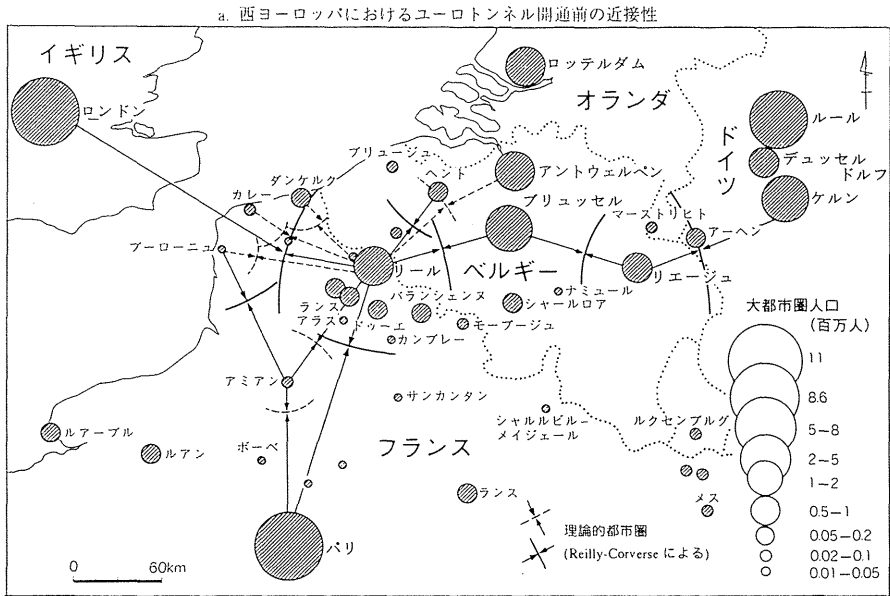 a. 西ヨーロッパにおけるユーロトンネル開通前の近接性
イギリス
ロンドン
ロッテルダム
オランダ
ドイツ
ルール
デュッセル
ドルフ
ケルン
ブリュージュ
ヘント
アントウェルペン
ダンケルク
カレー
ブーローニュ
ブリュッセル
マーストリヒト
アーヘン
リール
ベルギー
リエージュ
ナミュール
シャールロア
ランス
アラス
ドゥーエ
バランシェンヌ
カンブレー
モーブージュ
アミアン
サンカンタン
シャルルビル-
メイジェール
ルクセンブルグ
ルアーブル
ルアン
ボーベ
フランス
ランス
メス
パリ
理論的都市圏
(Reilly-Corverse による)
0 60km
大都市圏人口
(百万人)
11
8.6
5-8
2-5
1-2
0.5-1
0.05-0.2
0.02-0.1
0.01-0.05